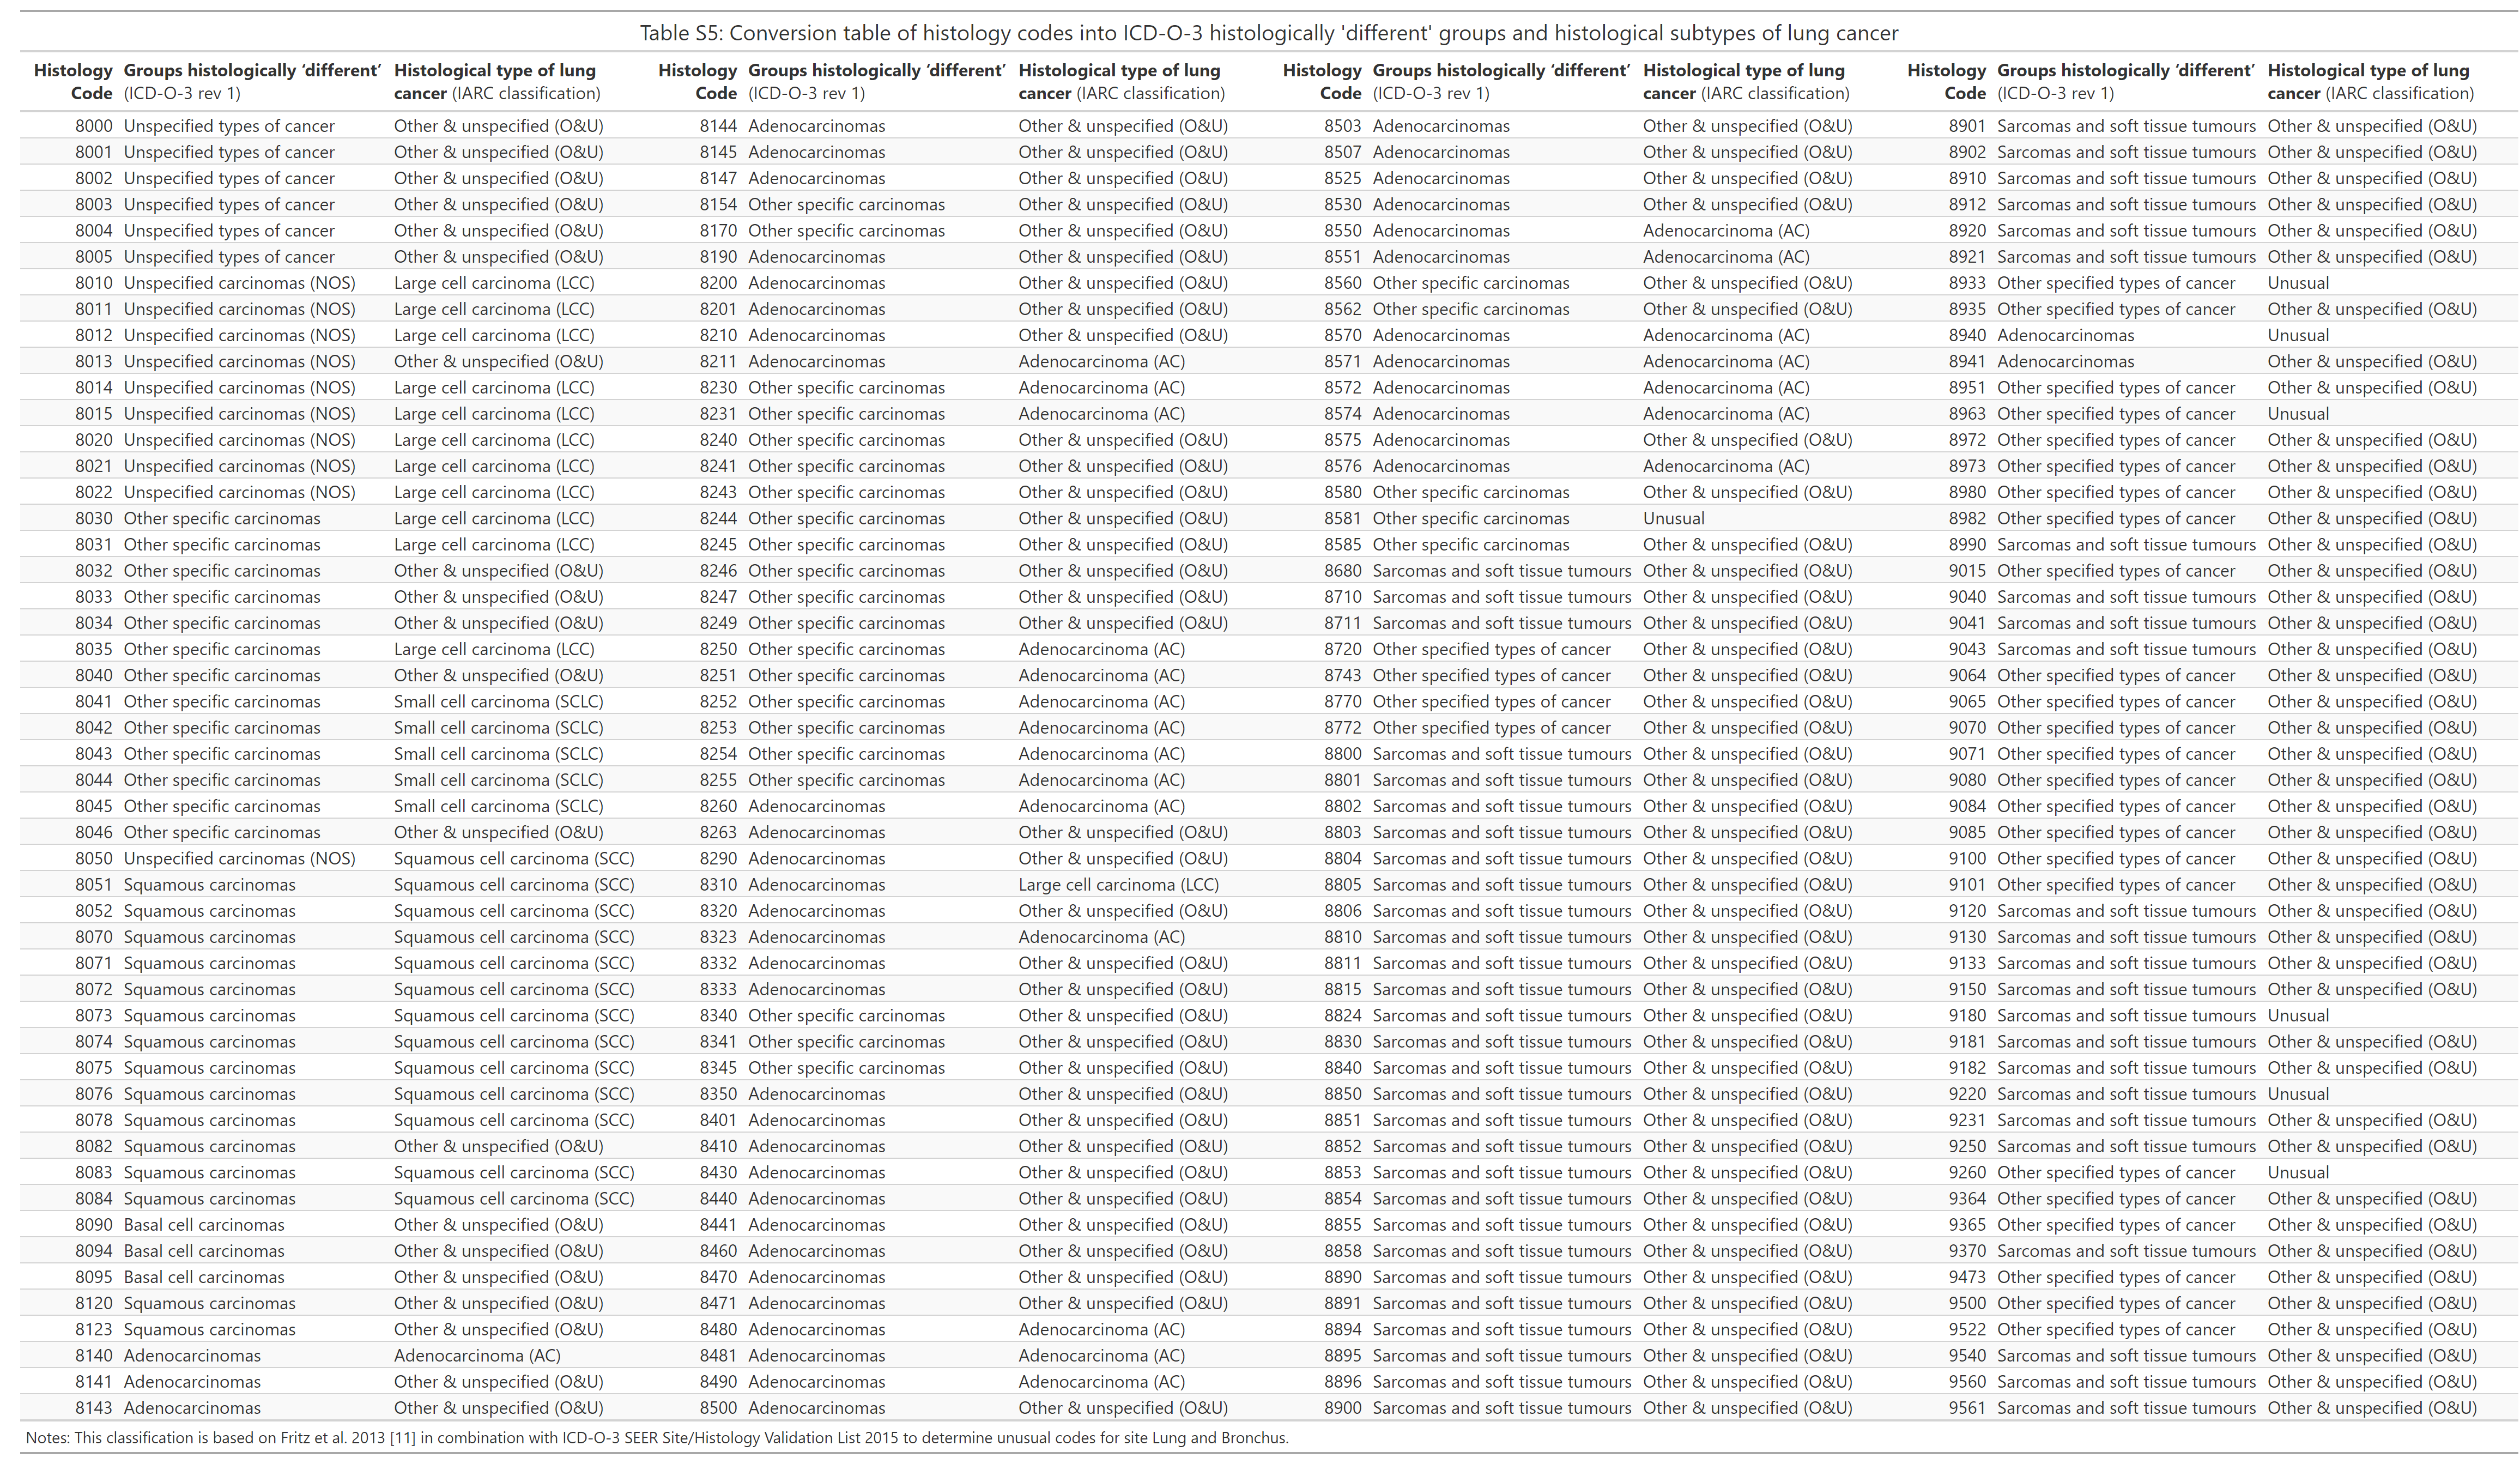 Table S5: Conversion table of histology codes into ICD-O-3 histologically 'different' groups and histological subtypes of lung cancer
Histology Groups histologically ‘different’ Histological type of lung Histology Groups histologically ‘different’ Histological type of lung Histology Groups histologically ‘different’ Histological type of lung Histology Groups histologically ‘different’ Histological type of lung
Code (ICD-O-3 rev 1) cancer (IARC classification) Code (ICD-O-3 rev 1) cancer (IARC classification) Code (ICD-O-3 rev 1) cancer (IARC classification) Code (ICD-O-3 rev 1) cancer (IARC classification)
8000 Unspecified types of cancer Other & unspecified (O&U) 8144 Adenocarcinomas Other & unspecified (O&U) 8503 Adenocarcinomas Other & unspecified (O&U) 8901 Sarcomas and soft tissue tumours Other & unspecified (O&U)
8001 Unspecified types of cancer Other & unspecified (O&U) 8145 Adenocarcinomas Other & unspecified (O&U) 8507 Adenocarcinomas Other & unspecified (O&U) 8902 Sarcomas and soft tissue tumours Other & unspecified (O&U)
8002 Unspecified types of cancer Other & unspecified (O&U) 8147 Adenocarcinomas Other & unspecified (O&U) 8525 Adenocarcinomas Other & unspecified (O&U) 8910 Sarcomas and soft tissue tumours Other & unspecified (O&U)
8003 Unspecified types of cancer Other & unspecified (O&U) 8154 Other specific carcinomas Other & unspecified (O&U) 8530 Adenocarcinomas Other & unspecified (O&U) 8912 Sarcomas and soft tissue tumours Other & unspecified (O&U)
8004 Unspecified types of cancer Other & unspecified (O&U) 8170 Other specific carcinomas Other & unspecified (O&U) 8550 Adenocarcinomas Adenocarcinoma (AC) 8920 Sarcomas and soft tissue tumours Other & unspecified (O&U)
8005 Unspecified types of cancer Other & unspecified (O&U) 8190 Adenocarcinomas Other & unspecified (O&U) 8551 Adenocarcinomas Adenocarcinoma (AC) 8921 Sarcomas and soft tissue tumours Other & unspecified (O&U)
8010 Unspecified carcinomas (NOS) Large cell carcinoma (LCC) 8200 Adenocarcinomas Other & unspecified (O&U) 8560 Other specific carcinomas Other & unspecified (O&U) 8933 Other specified types of cancer Unusual
8011 Unspecified carcinomas (NOS) Large cell carcinoma (LCC) 8201 Adenocarcinomas Other & unspecified (O&U) 8562 Other specific carcinomas Other & unspecified (O&U) 8935 Other specified types of cancer Other & unspecified (O&U)
8012 Unspecified carcinomas (NOS) Large cell carcinoma (LCC) 8210 Adenocarcinomas Other & unspecified (O&U) 8570 Adenocarcinomas Adenocarcinoma (AC) 8940 Adenocarcinomas Unusual
8013 Unspecified carcinomas (NOS) Other & unspecified (O&U) 8211 Adenocarcinomas Adenocarcinoma (AC) 8571 Adenocarcinomas Adenocarcinoma (AC) 8941 Adenocarcinomas Other & unspecified (O&U)
8014 Unspecified carcinomas (NOS) Large cell carcinoma (LCC) 8230 Other specific carcinomas Adenocarcinoma (AC) 8572 Adenocarcinomas Adenocarcinoma (AC) 8951 Other specified types of cancer Other & unspecified (O&U)
8015 Unspecified carcinomas (NOS) Large cell carcinoma (LCC) 8231 Other specific carcinomas Adenocarcinoma (AC) 8574 Adenocarcinomas Adenocarcinoma (AC) 8963 Other specified types of cancer Unusual
8020 Unspecified carcinomas (NOS) Large cell carcinoma (LCC) 8240 Other specific carcinomas Other & unspecified (O&U) 8575 Adenocarcinomas Other & unspecified (O&U) 8972 Other specified types of cancer Other & unspecified (O&U)
8021 Unspecified carcinomas (NOS) Large cell carcinoma (LCC) 8241 Other specific carcinomas Other & unspecified (O&U) 8576 Adenocarcinomas Adenocarcinoma (AC) 8973 Other specified types of cancer Other & unspecified (O&U)
8022 Unspecified carcinomas (NOS) Large cell carcinoma (LCC) 8243 Other specific carcinomas Other & unspecified (O&U) 8580 Other specific carcinomas Other & unspecified (O&U) 8980 Other specified types of cancer Other & unspecified (O&U)
8030 Other specific carcinomas Large cell carcinoma (LCC) 8244 Other specific carcinomas Other & unspecified (O&U) 8581 Other specific carcinomas Unusual 8982 Other specified types of cancer Other & unspecified (O&U)
8031 Other specific carcinomas Large cell carcinoma (LCC) 8245 Other specific carcinomas Other & unspecified (O&U) 8585 Other specific carcinomas Other & unspecified (O&U) 8990 Sarcomas and soft tissue tumours Other & unspecified (O&U)
8032 Other specific carcinomas Other & unspecified (O&U) 8246 Other specific carcinomas Other & unspecified (O&U) 8680 Sarcomas and soft tissue tumours Other & unspecified (O&U) 9015 Other specified types of cancer Other & unspecified (O&U)
8033 Other specific carcinomas Other & unspecified (O&U) 8247 Other specific carcinomas Other & unspecified (O&U) 8710 Sarcomas and soft tissue tumours Other & unspecified (O&U) 9040 Sarcomas and soft tissue tumours Other & unspecified (O&U)
8034 Other specific carcinomas Other & unspecified (O&U) 8249 Other specific carcinomas Other & unspecified (O&U) 8711 Sarcomas and soft tissue tumours Other & unspecified (O&U) 9041 Sarcomas and soft tissue tumours Other & unspecified (O&U)
8035 Other specific carcinomas Large cell carcinoma (LCC) 8250 Other specific carcinomas Adenocarcinoma (AC) 8720 Other specified types of cancer Other & unspecified (O&U) 9043 Sarcomas and soft tissue tumours Other & unspecified (O&U)
8040 Other specific carcinomas Other & unspecified (O&U) 8251 Other specific carcinomas Adenocarcinoma (AC) 8743 Other specified types of cancer Other & unspecified (O&U) 9064 Other specified types of cancer Other & unspecified (O&U)
8041 Other specific carcinomas Small cell carcinoma (SCLC) 8252 Other specific carcinomas Adenocarcinoma (AC) 8770 Other specified types of cancer Other & unspecified (O&U) 9065 Other specified types of cancer Other & unspecified (O&U)
8042 Other specific carcinomas Small cell carcinoma (SCLC) 8253 Other specific carcinomas Adenocarcinoma (AC) 8772 Other specified types of cancer Other & unspecified (O&U) 9070 Other specified types of cancer Other & unspecified (O&U)
8043 Other specific carcinomas Small cell carcinoma (SCLC) 8254 Other specific carcinomas Adenocarcinoma (AC) 8800 Sarcomas and soft tissue tumours Other & unspecified (O&U) 9071 Other specified types of cancer Other & unspecified (O&U)
8044 Other specific carcinomas Small cell carcinoma (SCLC) 8255 Other specific carcinomas Adenocarcinoma (AC) 8801 Sarcomas and soft tissue tumours Other & unspecified (O&U) 9080 Other specified types of cancer Other & unspecified (O&U)
8045 Other specific carcinomas Small cell carcinoma (SCLC) 8260 Adenocarcinomas Adenocarcinoma (AC) 8802 Sarcomas and soft tissue tumours Other & unspecified (O&U) 9084 Other specified types of cancer Other & unspecified (O&U)
8046 Other specific carcinomas Other & unspecified (O&U) 8263 Adenocarcinomas Other & unspecified (O&U) 8803 Sarcomas and soft tissue tumours Other & unspecified (O&U) 9085 Other specified types of cancer Other & unspecified (O&U)
8050 Unspecified carcinomas (NOS) Squamous cell carcinoma (SCC) 8290 Adenocarcinomas Other & unspecified (O&U) 8804 Sarcomas and soft tissue tumours Other & unspecified (O&U) 9100 Other specified types of cancer Other & unspecified (O&U)
8051 Squamous carcinomas Squamous cell carcinoma (SCC) 8310 Adenocarcinomas Large cell carcinoma (LCC) 8805 Sarcomas and soft tissue tumours Other & unspecified (O&U) 9101 Other specified types of cancer Other & unspecified (O&U)
8052 Squamous carcinomas Squamous cell carcinoma (SCC) 8320 Adenocarcinomas Other & unspecified (O&U) 8806 Sarcomas and soft tissue tumours Other & unspecified (O&U) 9120 Sarcomas and soft tissue tumours Other & unspecified (O&U)
8070 Squamous carcinomas Squamous cell carcinoma (SCC) 8323 Adenocarcinomas Adenocarcinoma (AC) 8810 Sarcomas and soft tissue tumours Other & unspecified (O&U) 9130 Sarcomas and soft tissue tumours Other & unspecified (O&U)
8071 Squamous carcinomas Squamous cell carcinoma (SCC) 8332 Adenocarcinomas Other & unspecified (O&U) 8811 Sarcomas and soft tissue tumours Other & unspecified (O&U) 9133 Sarcomas and soft tissue tumours Other & unspecified (O&U)
8072 Squamous carcinomas Squamous cell carcinoma (SCC) 8333 Adenocarcinomas Other & unspecified (O&U) 8815 Sarcomas and soft tissue tumours Other & unspecified (O&U) 9150 Sarcomas and soft tissue tumours Other & unspecified (O&U)
8073 Squamous carcinomas Squamous cell carcinoma (SCC) 8340 Other specific carcinomas Other & unspecified (O&U) 8824 Sarcomas and soft tissue tumours Other & unspecified (O&U) 9180 Sarcomas and soft tissue tumours Unusual
8074 Squamous carcinomas Squamous cell carcinoma (SCC) 8341 Other specific carcinomas Other & unspecified (O&U) 8830 Sarcomas and soft tissue tumours Other & unspecified (O&U) 9181 Sarcomas and soft tissue tumours Other & unspecified (O&U)
8075 Squamous carcinomas Squamous cell carcinoma (SCC) 8345 Other specific carcinomas Other & unspecified (O&U) 8840 Sarcomas and soft tissue tumours Other & unspecified (O&U) 9182 Sarcomas and soft tissue tumours Other & unspecified (O&U)
8076 Squamous carcinomas Squamous cell carcinoma (SCC) 8350 Adenocarcinomas Other & unspecified (O&U) 8850 Sarcomas and soft tissue tumours Other & unspecified (O&U) 9220 Sarcomas and soft tissue tumours Unusual
8078 Squamous carcinomas Squamous cell carcinoma (SCC) 8401 Adenocarcinomas Other & unspecified (O&U) 8851 Sarcomas and soft tissue tumours Other & unspecified (O&U) 9231 Sarcomas and soft tissue tumours Other & unspecified (O&U)
8082 Squamous carcinomas Other & unspecified (O&U) 8410 Adenocarcinomas Other & unspecified (O&U) 8852 Sarcomas and soft tissue tumours Other & unspecified (O&U) 9250 Sarcomas and soft tissue tumours Other & unspecified (O&U)
8083 Squamous carcinomas Squamous cell carcinoma (SCC) 8430 Adenocarcinomas Other & unspecified (O&U) 8853 Sarcomas and soft tissue tumours Other & unspecified (O&U) 9260 Other specified types of cancer Unusual
8084 Squamous carcinomas Squamous cell carcinoma (SCC) 8440 Adenocarcinomas Other & unspecified (O&U) 8854 Sarcomas and soft tissue tumours Other & unspecified (O&U) 9364 Other specified types of cancer Other & unspecified (O&U)
8090 Basal cell carcinomas Other & unspecified (O&U) 8441 Adenocarcinomas Other & unspecified (O&U) 8855 Sarcomas and soft tissue tumours Other & unspecified (O&U) 9365 Other specified types of cancer Other & unspecified (O&U)
8094 Basal cell carcinomas Other & unspecified (O&U) 8460 Adenocarcinomas Other & unspecified (O&U) 8858 Sarcomas and soft tissue tumours Other & unspecified (O&U) 9370 Sarcomas and soft tissue tumours Other & unspecified (O&U)
8095 Basal cell carcinomas Other & unspecified (O&U) 8470 Adenocarcinomas Other & unspecified (O&U) 8890 Sarcomas and soft tissue tumours Other & unspecified (O&U) 9473 Other specified types of cancer Other & unspecified (O&U)
8120 Squamous carcinomas Other & unspecified (O&U) 8471 Adenocarcinomas Other & unspecified (O&U) 8891 Sarcomas and soft tissue tumours Other & unspecified (O&U) 9500 Other specified types of cancer Other & unspecified (O&U)
8123 Squamous carcinomas Other & unspecified (O&U) 8480 Adenocarcinomas Adenocarcinoma (AC) 8894 Sarcomas and soft tissue tumours Other & unspecified (O&U) 9522 Other specified types of cancer Other & unspecified (O&U)
8140 Adenocarcinomas Adenocarcinoma (AC) 8481 Adenocarcinomas Adenocarcinoma (AC) 8895 Sarcomas and soft tissue tumours Other & unspecified (O&U) 9540 Sarcomas and soft tissue tumours Other & unspecified (O&U)
8141 Adenocarcinomas Other & unspecified (O&U) 8490 Adenocarcinomas Adenocarcinoma (AC) 8896 Sarcomas and soft tissue tumours Other & unspecified (O&U) 9560 Sarcomas and soft tissue tumours Other & unspecified (O&U)
8143 Adenocarcinomas Other & unspecified (O&U) 8500 Adenocarcinomas Other & unspecified (O&U) 8900 Sarcomas and soft tissue tumours Other & unspecified (O&U) 9561 Sarcomas and soft tissue tumours Other & unspecified (O&U)
Notes: This classification is based on Fritz et al. 2013 [11] in combination with ICD-O-3 SEER Site/Histology Validation List 2015 to determine unusual codes for site Lung and Bronchus.